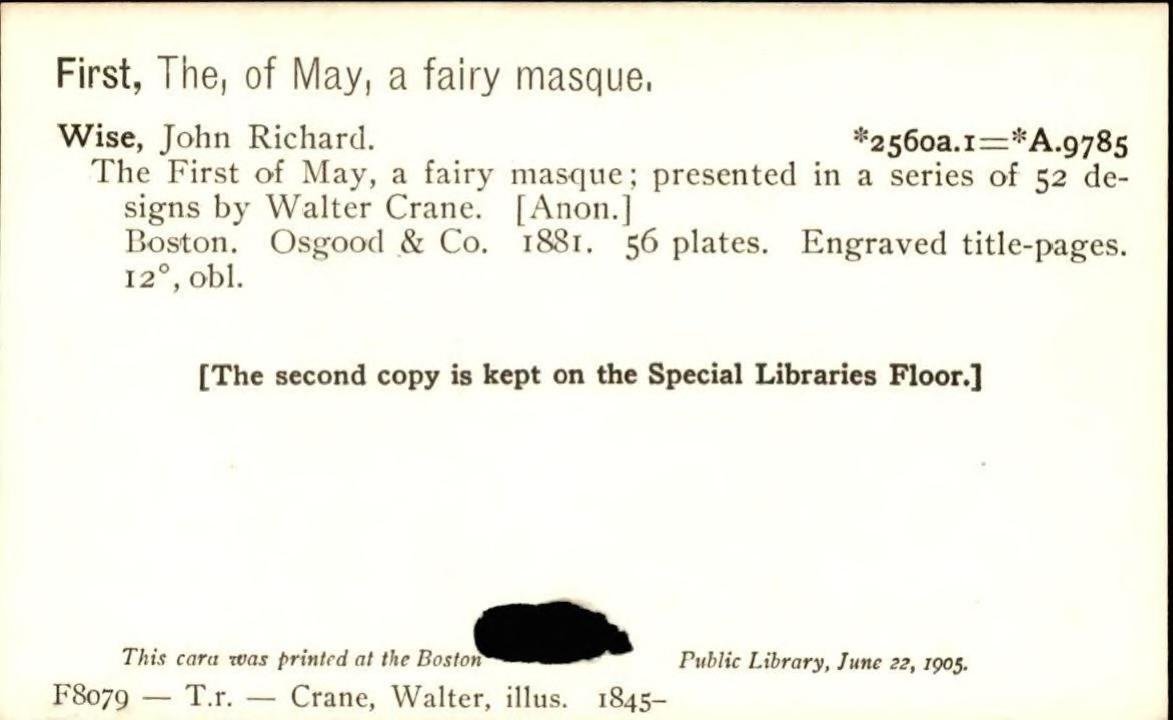 First, The, of May, a fairy masque.
Wise, John Richard. *2560a.1=*A.9785
The First of May, a fairy masque; presented in a series of 52 de-
signs by Walter Crane. [Anon.]
Boston. Osgood & Co. 1881. 56 plates. Engraved title-pages.
12°, obl.
[The second copy is kept on the Special Libraries Floor.]
This card was printed at the Boston Public Library, June 22, 1905.
F8079 — T.r. — Crane, Walter, illus. 1845–